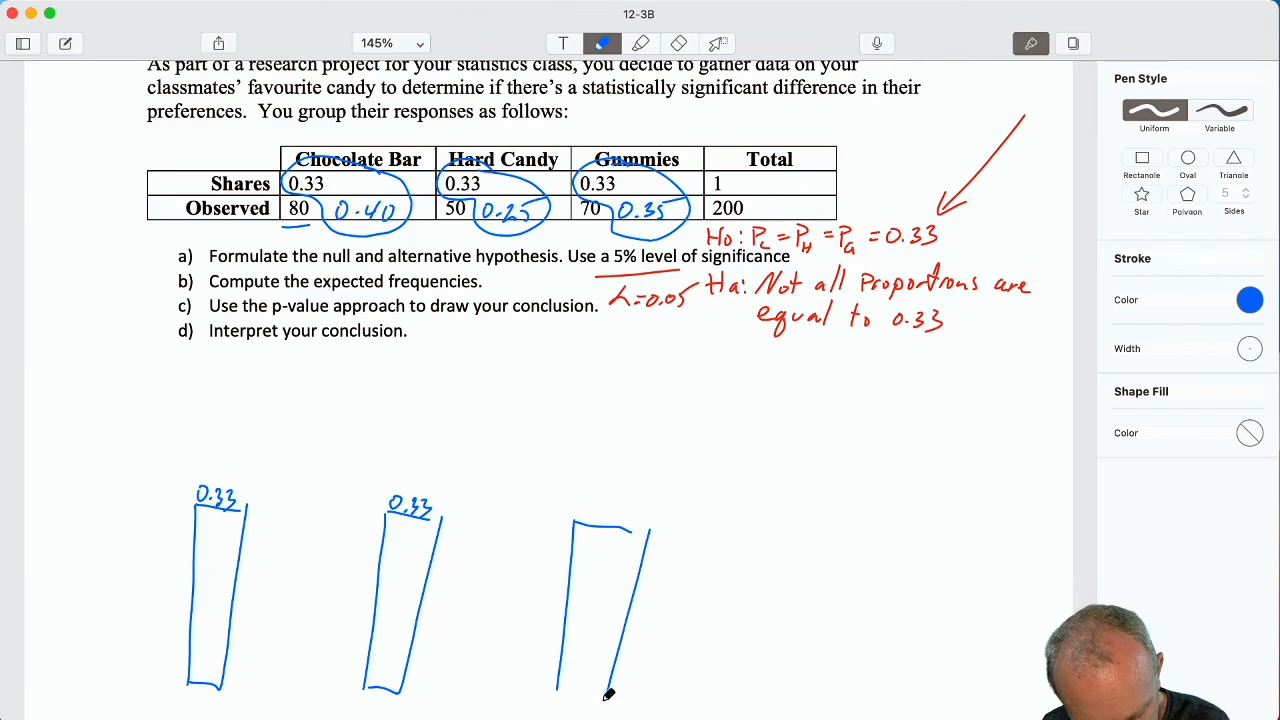 12-3B
145%
T
As part of a research project for your statistics class, you decide to gather data on your
classmates' favourite candy to determine if there's a statistically significant difference in their
preferences. You group their responses as follows:
Chocolate Bar Hard Candy Gummies Total
Shares 0.33 0.33 0.33 1
Observed 80 0.40 50 0.25 70 0.35 200
H0: PC = PH = PG = 0.33
a) Formulate the null and alternative hypothesis. Use a 5% level of significance
b) Compute the expected frequencies.
α=0.05 Ha: Not all proportions are
equal to 0.33
c) Use the p-value approach to draw your conclusion.
d) Interpret your conclusion.
0.33 0.33
Pen Style
Uniform Variable
Rectangle Oval Triangle
Star Polygon 5 Sides
Stroke
Color
Width
Shape Fill
Color